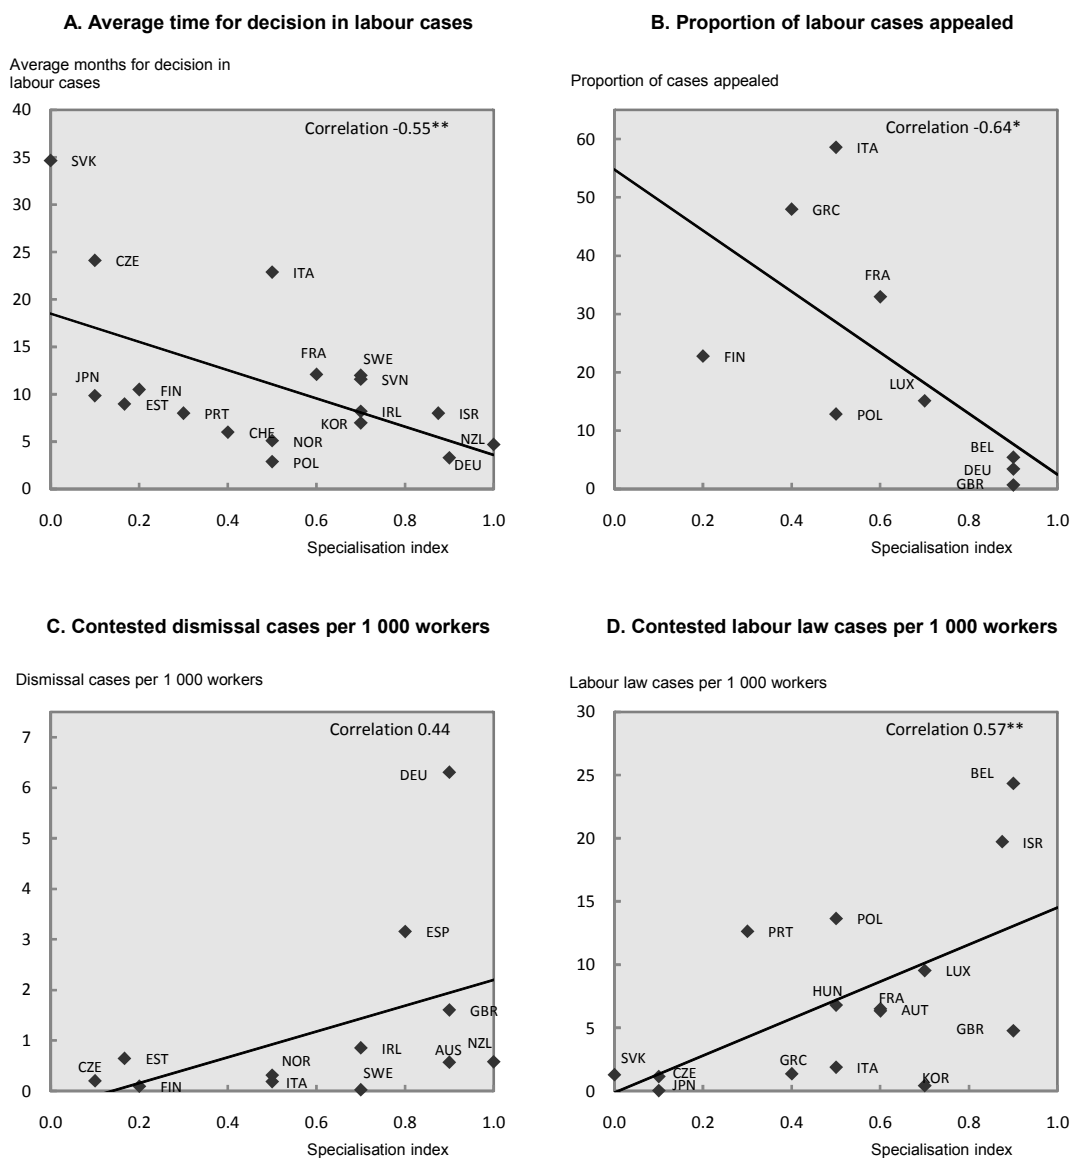 A. Average time for decision in labour cases
Average months for decision in
labour cases
Correlation -0.55**
40
35
30
25
20
15
10
5
0
SVK
CZE
ITA
FRA
SWE
SVN
JPN
FIN
EST
PRT
IRL
ISR
KOR
CHE
NOR
NZL
POL
DEU
0.0 0.2 0.4 0.6 0.8 1.0
Specialisation index
B. Proportion of labour cases appealed
Proportion of cases appealed
Correlation -0.64*
60
50
40
30
20
10
0
ITA
GRC
FRA
FIN
LUX
POL
BEL
DEU
GBR
0.0 0.2 0.4 0.6 0.8 1.0
Specialisation index
C. Contested dismissal cases per 1 000 workers
Dismissal cases per 1 000 workers
Correlation 0.44
7
6
5
4
3
2
1
0
DEU
ESP
GBR
NZL
IRL
AUS
EST
NOR
CZE
SWE
ITA
FIN
0.0 0.2 0.4 0.6 0.8 1.0
Specialisation index
D. Contested labour law cases per 1 000 workers
Labour law cases per 1 000 workers
Correlation 0.57**
30
25
20
15
10
5
0
BEL
ISR
POL
PRT
LUX
HUN
FRA
AUT
GBR
SVK
GRC
ITA
CZE
KOR
JPN
0.0 0.2 0.4 0.6 0.8 1.0
Specialisation index